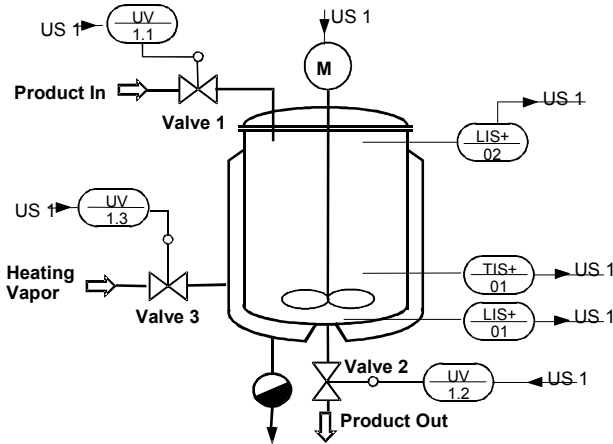 US 1
UV
1.1
US 1
M
Product In
Valve 1
US 1
LIS+
02
US 1
UV
1.3
Heating
Vapor
Valve 3
TIS+
01
US 1
LIS+
01
US 1
Valve 2
UV
1.2
US 1
Product Out